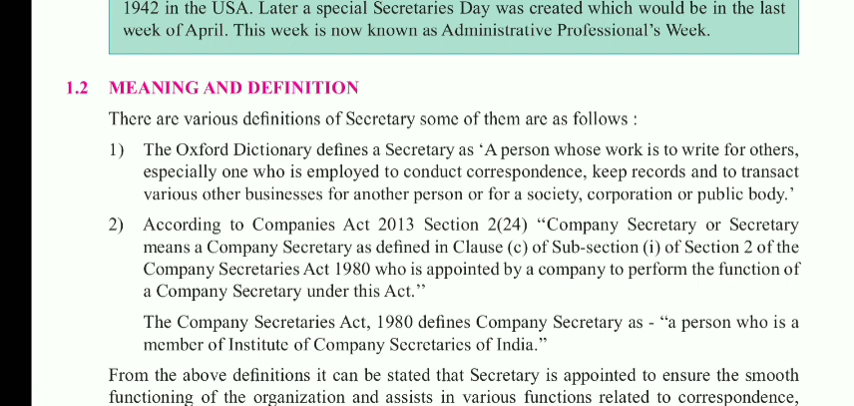 1942 in the USA. Later a special Secretaries Day was created which would be in the last
week of April. This week is now known as Administrative Professional's Week.
1.2 MEANING AND DEFINITION
There are various definitions of Secretary some of them are as follows :
1) The Oxford Dictionary defines a Secretary as ‘A person whose work is to write for others,
especially one who is employed to conduct correspondence, keep records and to transact
various other businesses for another person or for a society, corporation or public body.’
2) According to Companies Act 2013 Section 2(24) “Company Secretary or Secretary
means a Company Secretary as defined in Clause (c) of Sub-section (i) of Section 2 of the
Company Secretaries Act 1980 who is appointed by a company to perform the function of
a Company Secretary under this Act.’’
The Company Secretaries Act, 1980 defines Company Secretary as - “a person who is a
member of Institute of Company Secretaries of India.”
From the above definitions it can be stated that Secretary is appointed to ensure the smooth
functioning of the organization and assists in various functions related to correspondence,